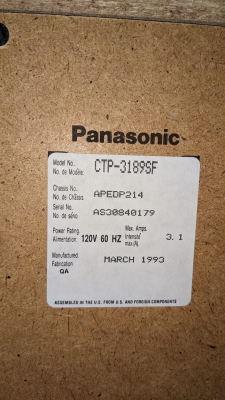 Panasonic
Model No. CTP-3189SF
No. de Modèle
Chassis No. APEDP214
No. de Châssis
Serial No. AS30840179
No. de série
Power Rating 120V 60 HZ Max. Amps. 3.1
Alimentation Intensité max.(A)
Manufactured MARCH 1993
Fabrication
QA
ASSEMBLED IN THE U.S. FROM U.S. AND FOREIGN COMPONENTS.